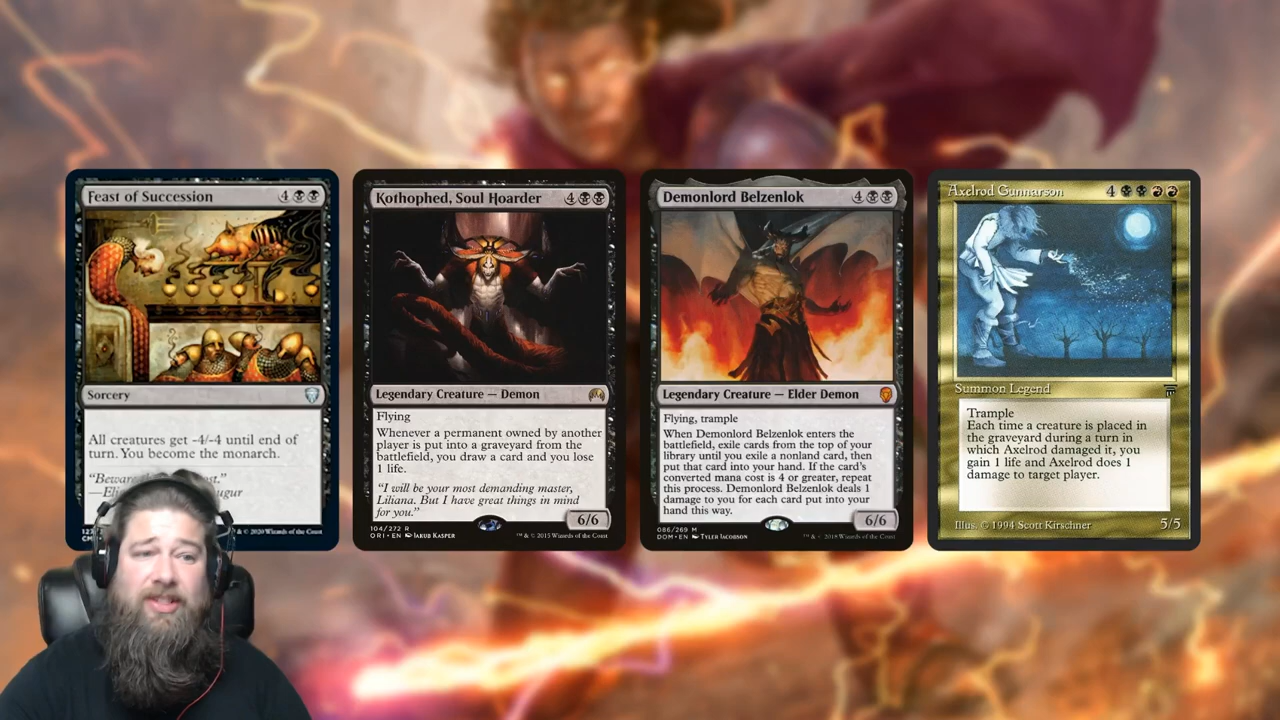 Feast of Succession 4
Sorcery
All creatures get -4/-4 until end of
turn. You become the monarch.
& © 2020 Wizards of the Coast
Kothophed, Soul Hoarder 4
Legendary Creature — Demon
Flying
Whenever a permanent owned by another
player is put into a graveyard from the
battlefield, you draw a card and you lose
1 life.
“I will be your most demanding master,
Liliana. But I have great things in mind
for you.”
6/6
104/272 R
ORI • EN Jakub Kasper
™ & © 2015 Wizards of the Coast
Demonlord Belzenlok 4
Legendary Creature — Elder Demon
Flying, trample
When Demonlord Belzenlok enters the
battlefield, exile cards from the top of your
library until you exile a nonland card, then
put that card into your hand. If the card's
converted mana cost is 4 or greater, repeat
this process. Demonlord Belzenlok deals 1
damage to you for each card put into your
hand this way.
6/6
086/269 M
DOM • EN Tyler Jacobson
™ & © 2018 Wizards of the Coast
Axelrod Gunnarson 4
Summon Legend
Trample
Each time a creature is placed in
the graveyard during a turn in
which Axelrod damaged it, you
gain 1 life and Axelrod does 1
damage to target player.
Illus. © 1994 Scott Kirschner 5/5